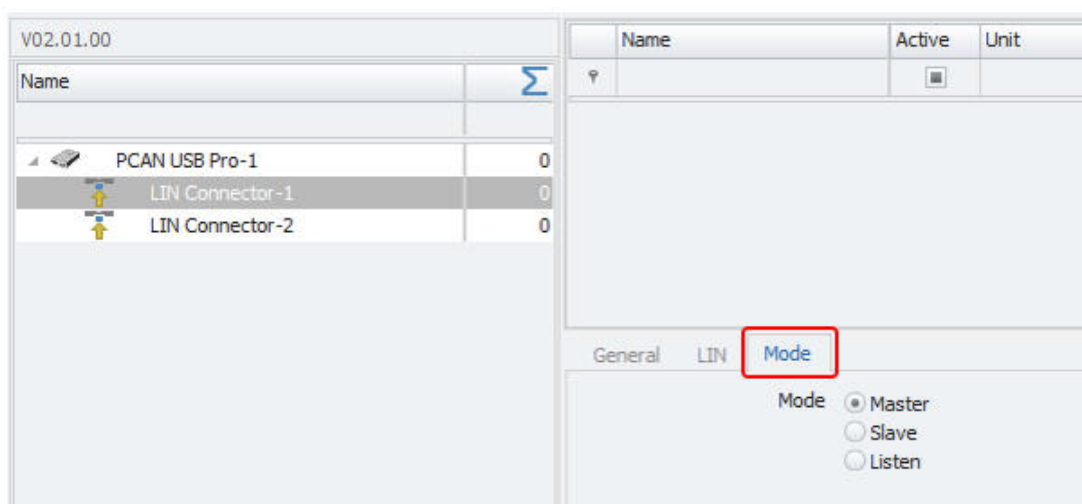 V02.01.00
Name Σ
PCAN USB Pro-1 0
LIN Connector-1 0
LIN Connector-2 0
Name Active Unit
General LIN Mode
Mode Master
Slave
Listen